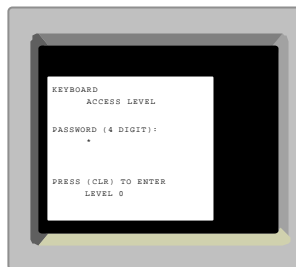 KEYBOARD
ACCESS LEVEL
PASSWORD (4 DIGIT):
*
PRESS (CLR) TO ENTER
LEVEL 0